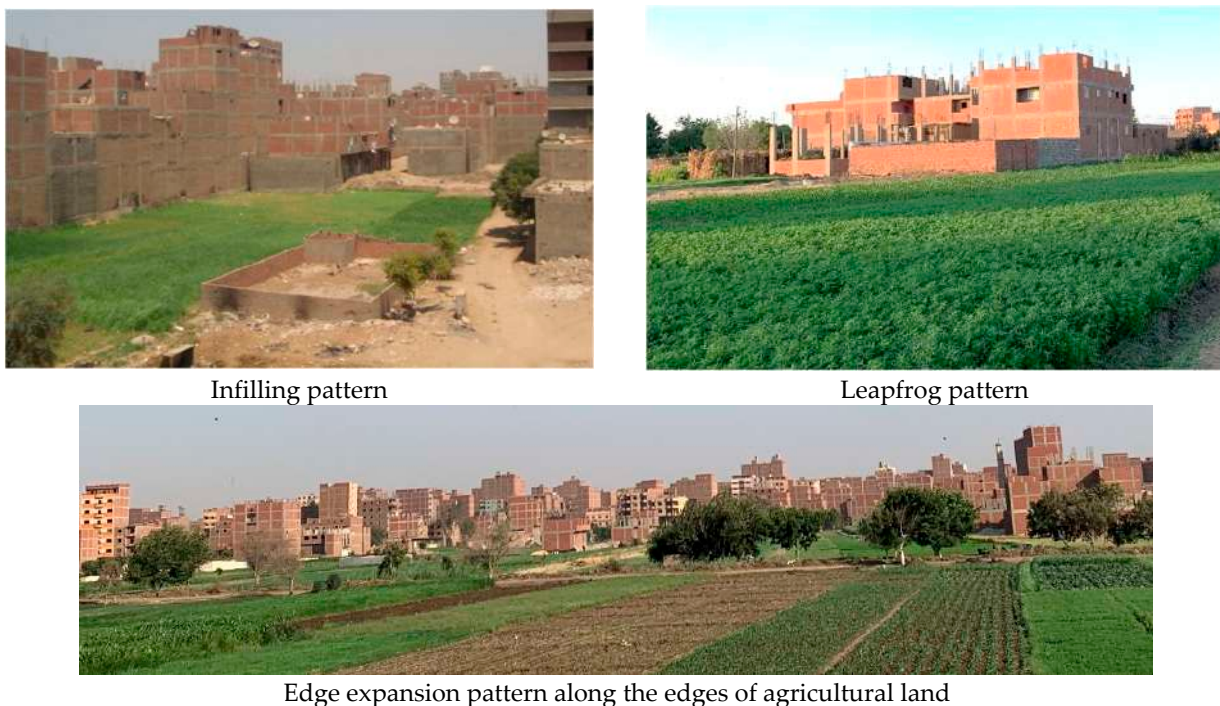 Infilling pattern
Leapfrog pattern
Edge expansion pattern along the edges of agricultural land